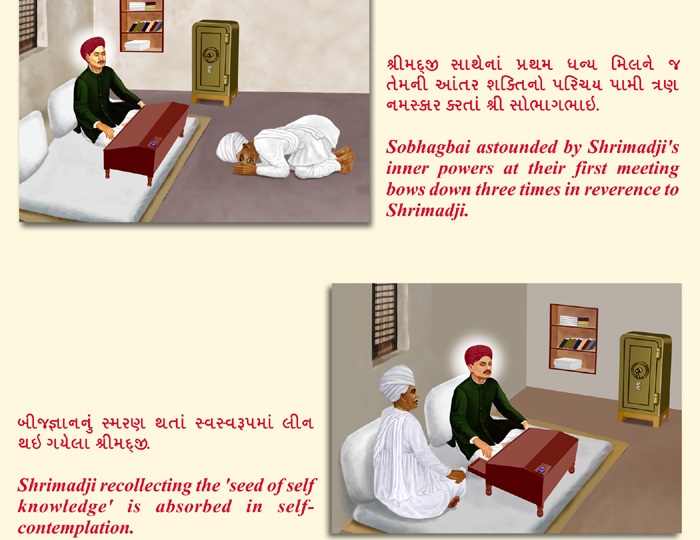 શ્રીમદ્જી સાથેનાં પ્રથમ ધન્ય મિલને જ
તેમની આંતર શક્તિનો પરિચય પામી ત્રણ
નમસ્કાર કરતાં શ્રી સોભાગભાઇ.
Sobhagbai astounded by Shrimadji's
inner powers at their first meeting
bows down three times in reverence to
Shrimadji.
બીજજ્ઞાનનું સ્મરણ થતાં સ્વસ્વરૂપમાં લીન
થઇ ગયેલા શ્રીમદ્જી.
Shrimadji recollecting the 'seed of self
knowledge' is absorbed in self-
contemplation.